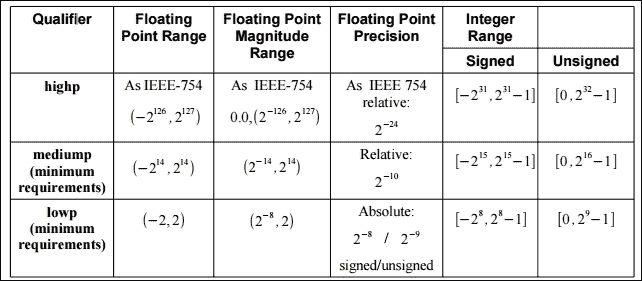 Qualifier | Floating Point Range | Floating Point Magnitude Range | Floating Point Precision | Integer Range
Signed | Unsigned
highp | As IEEE-754 (−2^126, 2^127) | As IEEE-754 0.0,(2^−126, 2^127) | As IEEE 754 relative: 2^−24 | [−2^31, 2^31−1] | [0, 2^32−1]
mediump (minimum requirements) | (−2^14, 2^14) | (2^−14, 2^14) | Relative: 2^−10 | [−2^15, 2^15−1] | [0, 2^16−1]
lowp (minimum requirements) | (−2, 2) | (2^−8, 2) | Absolute: 2^−8 / 2^−9 signed/unsigned | [−2^8, 2^8−1] | [0, 2^9−1]